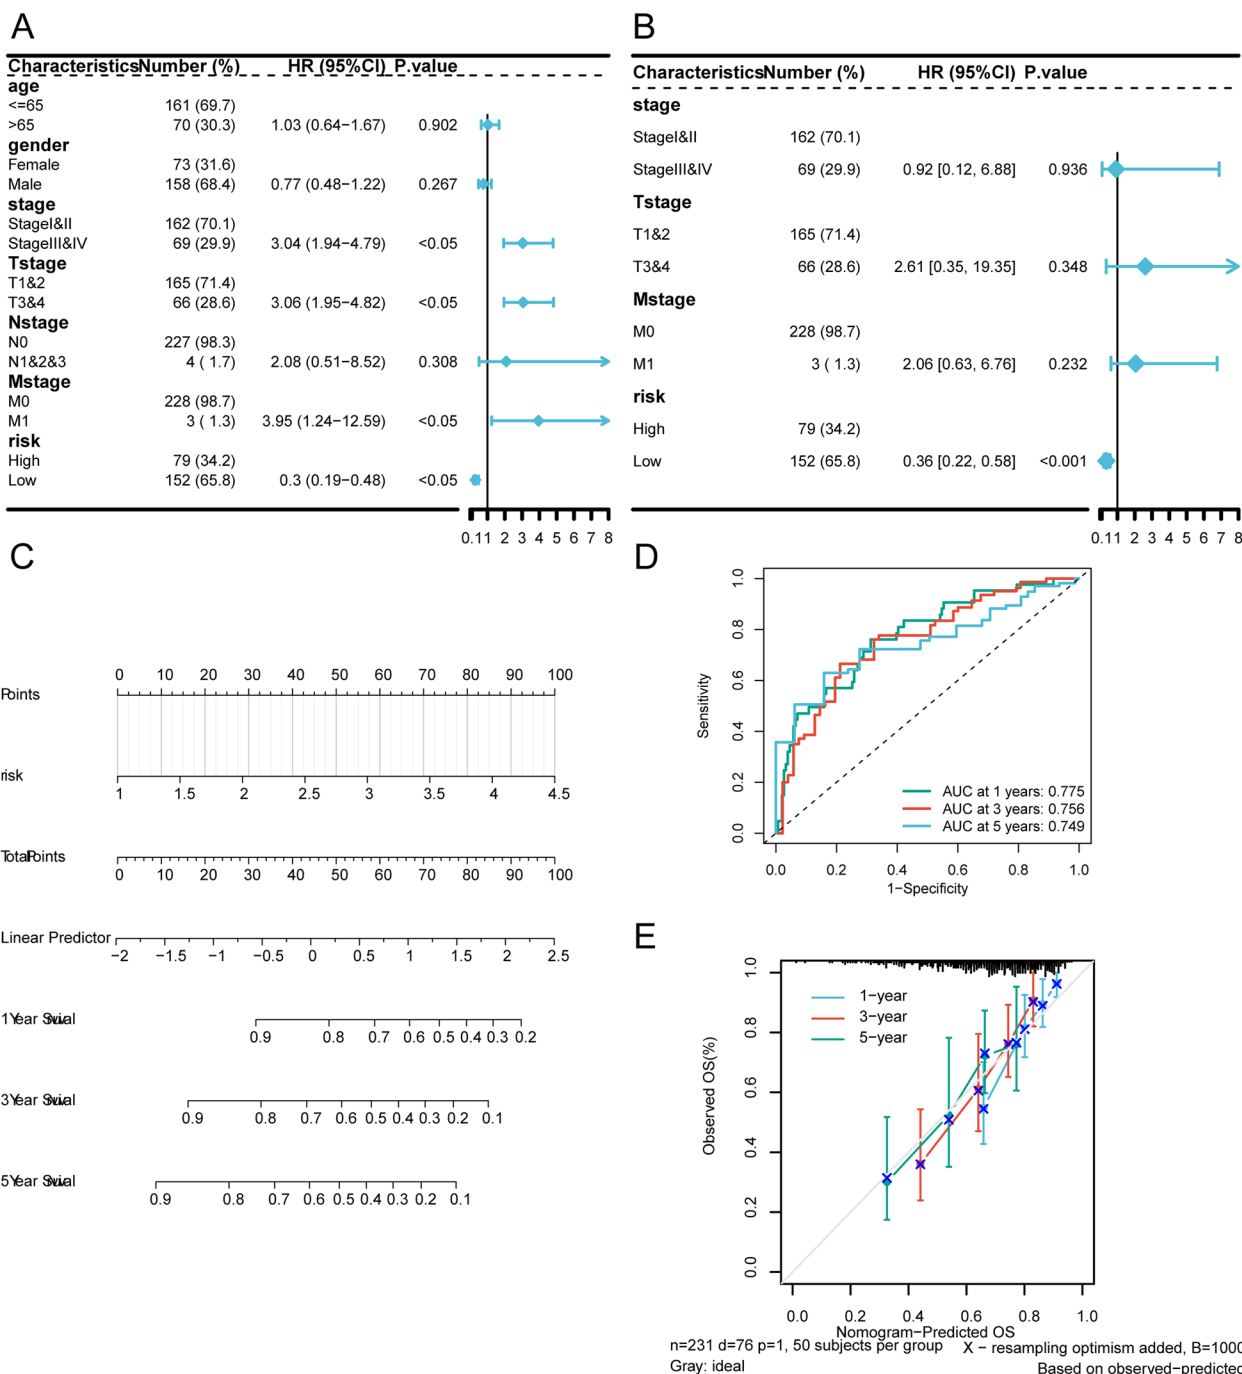 A
Characteristics Number (%) HR (95%CI) P.value
age
<=65 161 (69.7)
>65 70 (30.3) 1.03 (0.64−1.67) 0.902
gender
Female 73 (31.6)
Male 158 (68.4) 0.77 (0.48−1.22) 0.267
stage
StageI&II 162 (70.1)
StageIII&IV 69 (29.9) 3.04 (1.94−4.79) <0.05
Tstage
T1&2 165 (71.4)
T3&4 66 (28.6) 3.06 (1.95−4.82) <0.05
Nstage
N0 227 (98.3)
N1&2&3 4 ( 1.7) 2.08 (0.51−8.52) 0.308
Mstage
M0 228 (98.7)
M1 3 ( 1.3) 3.95 (1.24−12.59) <0.05
risk
High 79 (34.2)
Low 152 (65.8) 0.3 (0.19−0.48) <0.05
0.1 1 2 3 4 5 6 7 8
B
Characteristics Number (%) HR (95%CI) P.value
stage
StageI&II 162 (70.1)
StageIII&IV 69 (29.9) 0.92 [0.12, 6.88] 0.936
Tstage
T1&2 165 (71.4)
T3&4 66 (28.6) 2.61 [0.35, 19.35] 0.348
Mstage
M0 228 (98.7)
M1 3 ( 1.3) 2.06 [0.63, 6.76] 0.232
risk
High 79 (34.2)
Low 152 (65.8) 0.36 [0.22, 0.58] <0.001
0.1 1 2 3 4 5 6 7 8
C
0 10 20 30 40 50 60 70 80 90 100
Points
risk
1 1.5 2 2.5 3 3.5 4 4.5
Total Points
0 10 20 30 40 50 60 70 80 90 100
Linear Predictor
−2 −1.5 −1 −0.5 0 0.5 1 1.5 2 2.5
1 Year
0.9 0.8 0.7 0.6 0.5 0.4 0.3 0.2
3 Year
0.9 0.8 0.7 0.6 0.5 0.4 0.3 0.2 0.1
5 Year
0.9 0.8 0.7 0.6 0.5 0.4 0.3 0.2 0.1
D
Sensitivity
1.0
0.8
0.6
0.4
0.2
0.0
AUC at 1 years: 0.775
AUC at 3 years: 0.756
AUC at 5 years: 0.749
0.0 0.2 0.4 0.6 0.8 1.0
1−Specificity
E
Observed OS(%)
1.0
0.8
0.6
0.4
0.2
0.0
1−year
3−year
5−year
0.0 0.2 0.4 0.6 0.8 1.0
Nomogram−Predicted OS
n=231 d=76 p=1, 50 subjects per group X − resampling optimism added, B=1000
Gray: ideal Based on observed−predicted